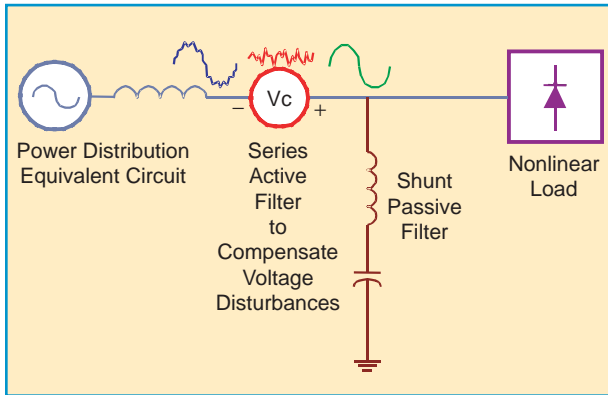 Vc
− +
Power Distribution
Equivalent Circuit
Series
Active
Filter
to
Compensate
Voltage
Disturbances
Shunt
Passive
Filter
Nonlinear
Load